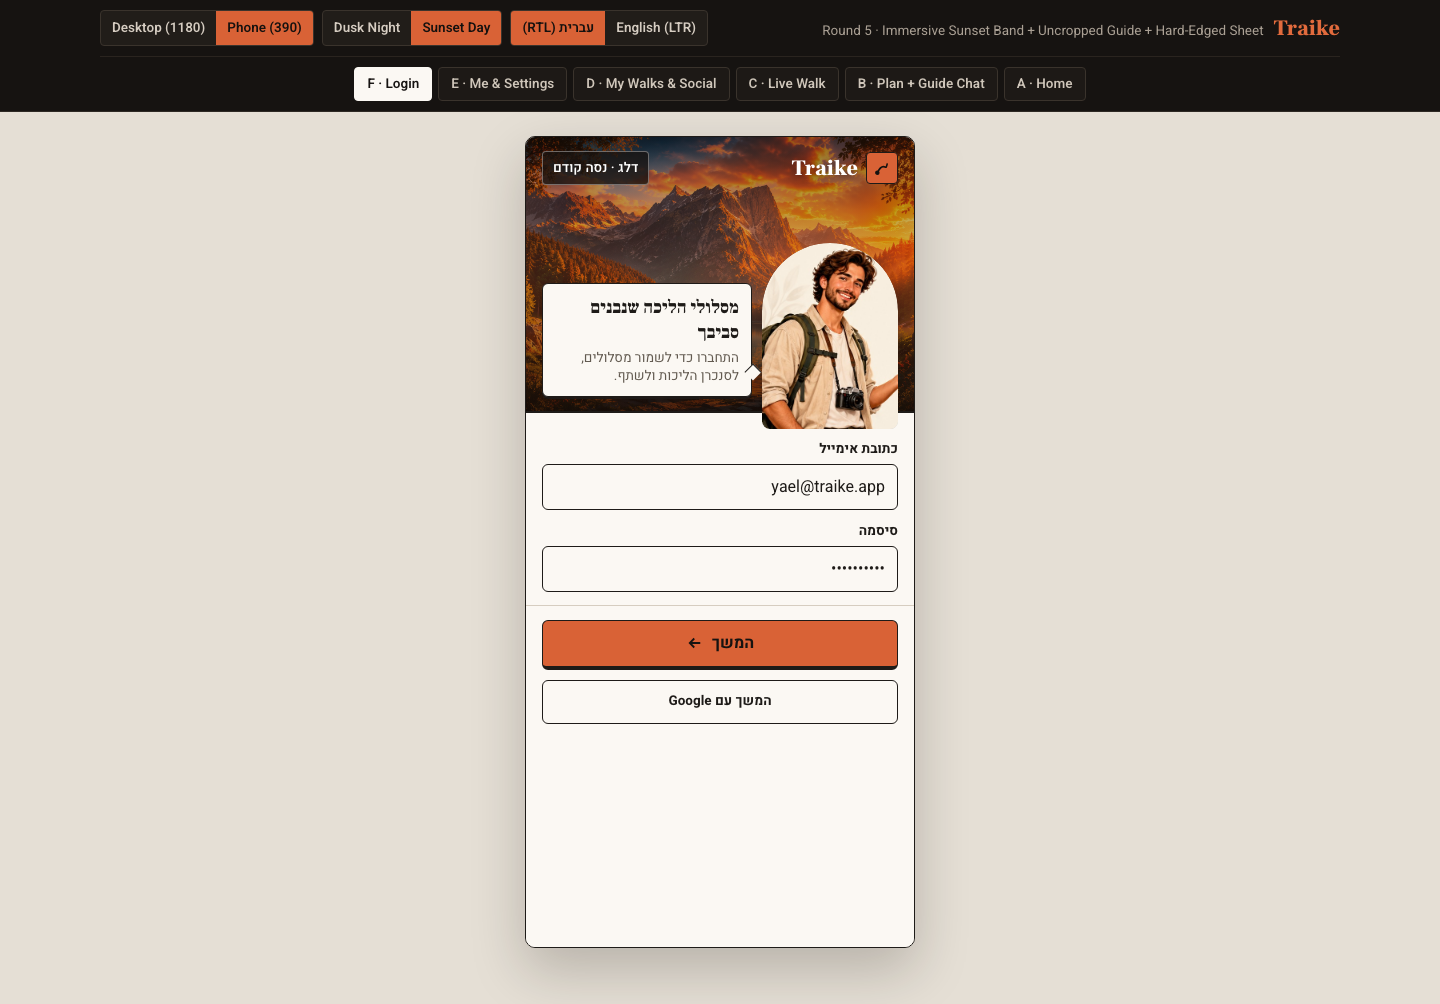 Traike
Round 5 · Immersive Sunset Band + Uncropped Guide + Hard-Edged Sheet
עברית (RTL)
English (LTR)
Dusk Night
Sunset Day
Desktop (1180)
Phone (390)
A · Home
B · Plan + Guide Chat
C · Live Walk
D · My Walks & Social
E · Me & Settings
F · Login
Traike
דלג · נסה קודם
מסלולי הליכה שנבנים
סביבך
התחברו כדי לשמור מסלולים,
לסנכרן הליכות ולשתף.
כתובת אימייל
yael@traike.app
סיסמה
••••••••••
המשך ←
המשך עם Google